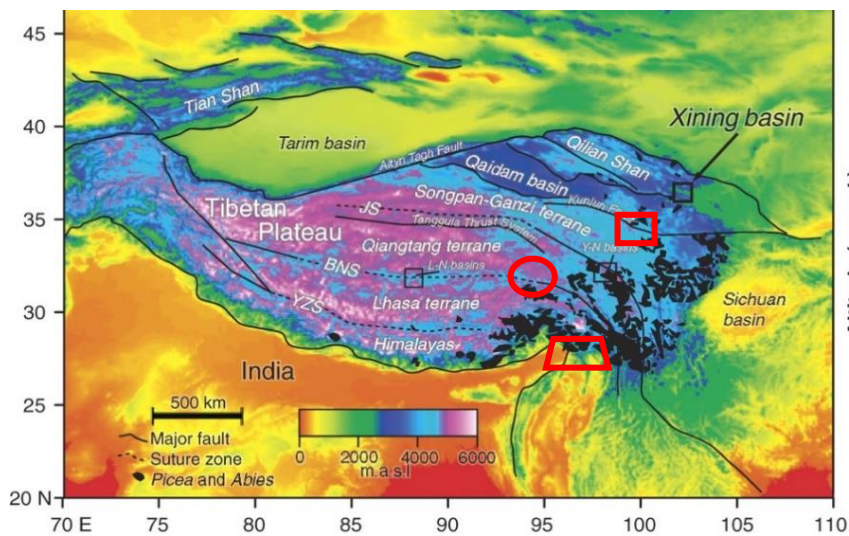 45
40
35
30
25
20 N
Tian Shan
Tarim basin
Altyn Tagh Fault
Qilian Shan
Xining basin
Qaidam basin
Songpan-Ganzi terrane
Tibetan
Plateau
JS
Tanggula Thrust System
Qiangtang terrane
Y-N basins
BNS
L-N basins
Lhasa terrane
YZS
Himalayas
Sichuan
basin
India
500 km
Major fault
Suture zone
Picea and Abies
0 2000 4000 6000
m.a.s.l
70 E 75 80 85 90 95 100 105 110